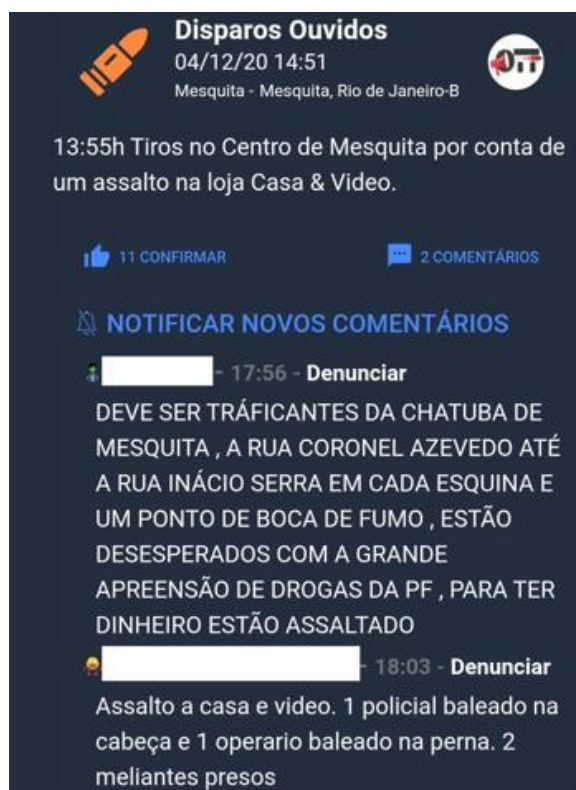 Disparos Ouvidos
04/12/20 14:51
Mesquita - Mesquita, Rio de Janeiro-B
OTT
13:55h Tiros no Centro de Mesquita por conta de
um assalto na loja Casa & Video.
11 CONFIRMAR
2 COMENTÁRIOS
NOTIFICAR NOVOS COMENTÁRIOS
- 17:56 - Denunciar
DEVE SER TRÁFICANTES DA CHATUBA DE
MESQUITA , A RUA CORONEL AZEVEDO ATÉ
A RUA INÁCIO SERRA EM CADA ESQUINA E
UM PONTO DE BOCA DE FUMO , ESTÃO
DESESPERADOS COM A GRANDE
APREENSÃO DE DROGAS DA PF , PARA TER
DINHEIRO ESTÃO ASSALTADO
- 18:03 - Denunciar
Assalto a casa e video. 1 policial baleado na
cabeça e 1 operario baleado na perna. 2
meliantes presos